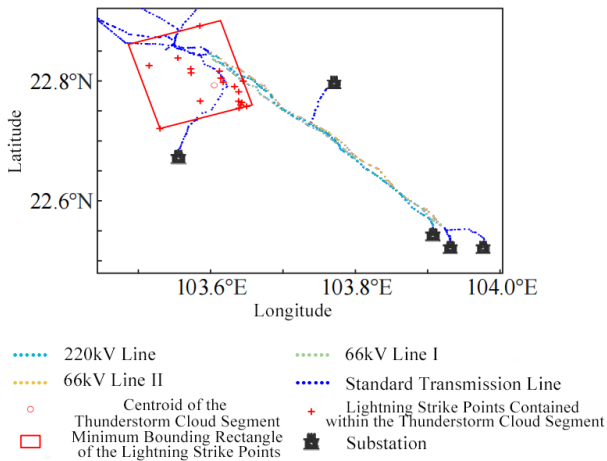 22.8°N
Latitude
22.6°N
103.6°E 103.8°E 104.0°E
Longitude
220kV Line
66kV Line I
66kV Line II
Standard Transmission Line
Centroid of the
Thunderstorm Cloud Segment
Lightning Strike Points Contained
within the Thunderstorm Cloud Segment
Minimum Bounding Rectangle
of the Lightning Strike Points
Substation